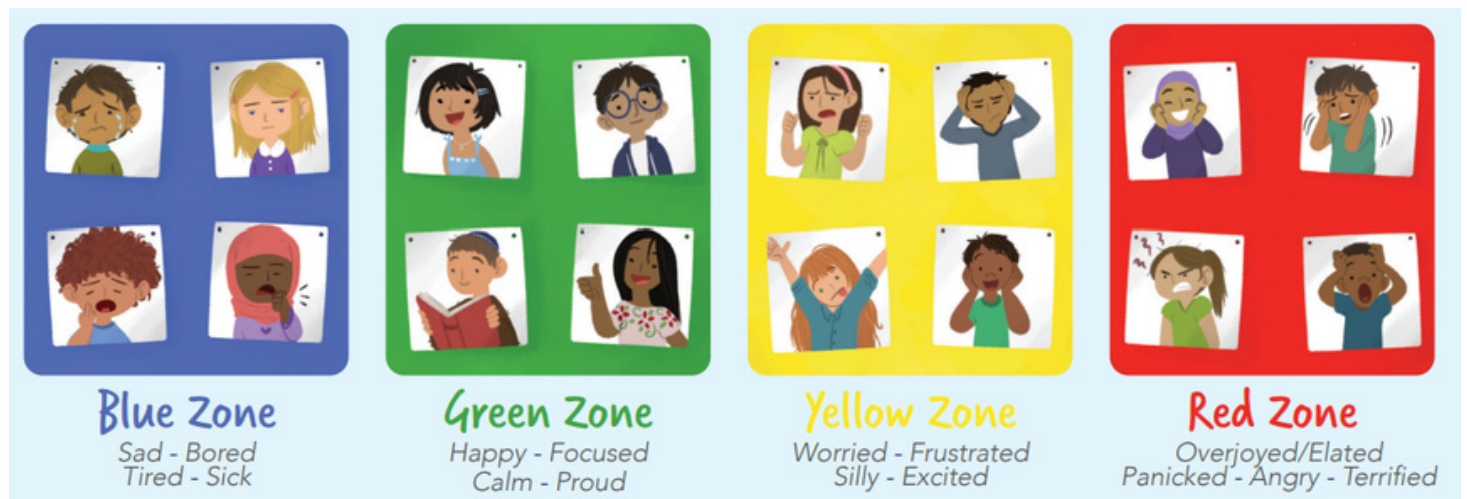 Blue Zone
Sad - Bored
Tired - Sick
Green Zone
Happy - Focused
Calm - Proud
Yellow Zone
Worried - Frustrated
Silly - Excited
Red Zone
Overjoyed/Elated
Panicked - Angry - Terrified